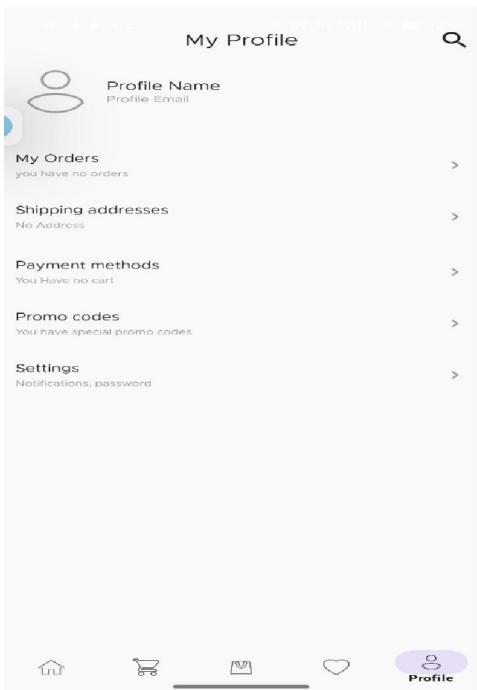 My Profile
Profile Name
Profile Email
My Orders
you have no orders
Shipping addresses
No Address
Payment methods
You Have no cart
Promo codes
You have special promo codes
Settings
Notifications, password
Profile